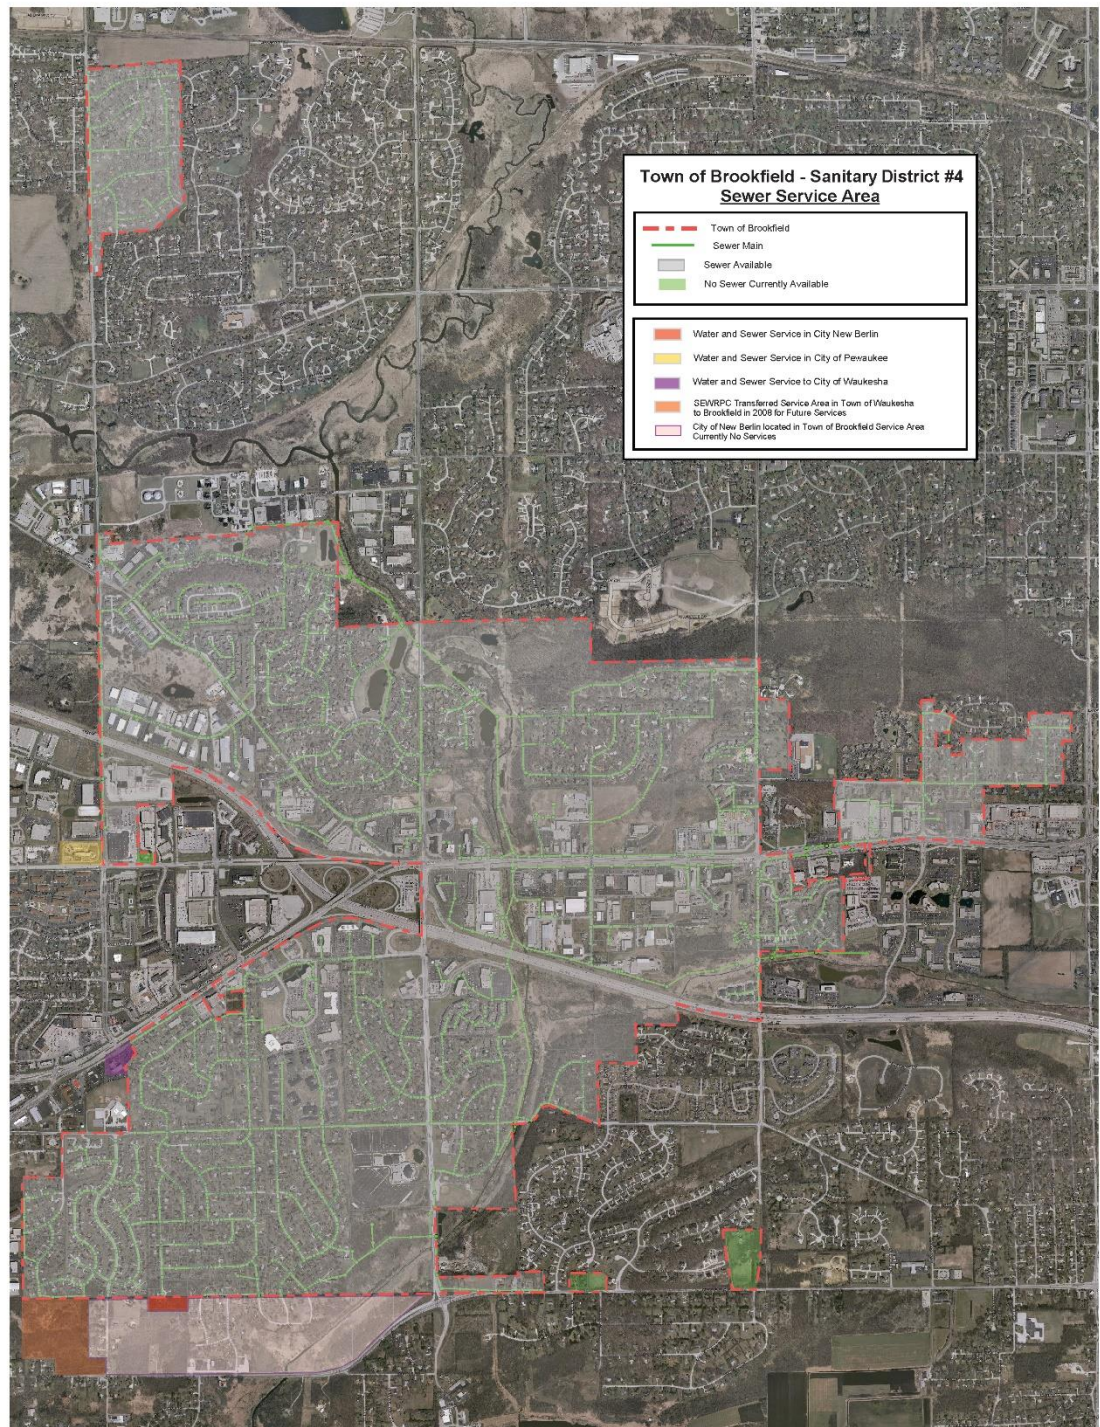 Town of Brookfield - Sanitary District #4
Sewer Service Area
Town of Brookfield
Sewer Main
Sewer Available
No Sewer Currently Available
Water and Sewer Service in City New Berlin
Water and Sewer Service in City of Pewaukee
Water and Sewer Service to City of Waukesha
SEWRPC Transferred Service Area in Town of Waukesha
to Brookfield in 2008 for Future Services
City of New Berlin located in Town of Brookfield Service Area
Currently No Services